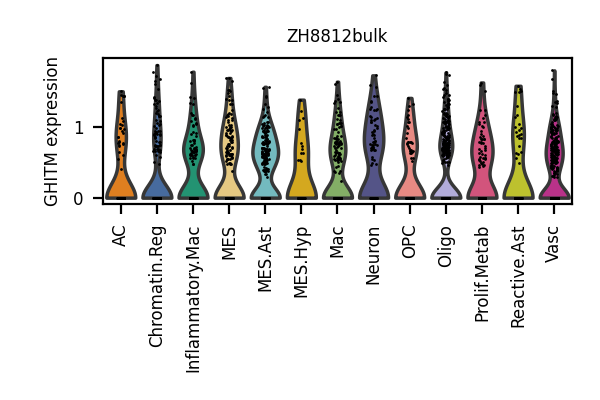 ZH8812bulk
GHITM expression
1
0
AC
Chromatin.Reg
Inflammatory.Mac
MES
MES.Ast
MES.Hyp
Mac
Neuron
OPC
Oligo
Prolif.Metab
Reactive.Ast
Vasc